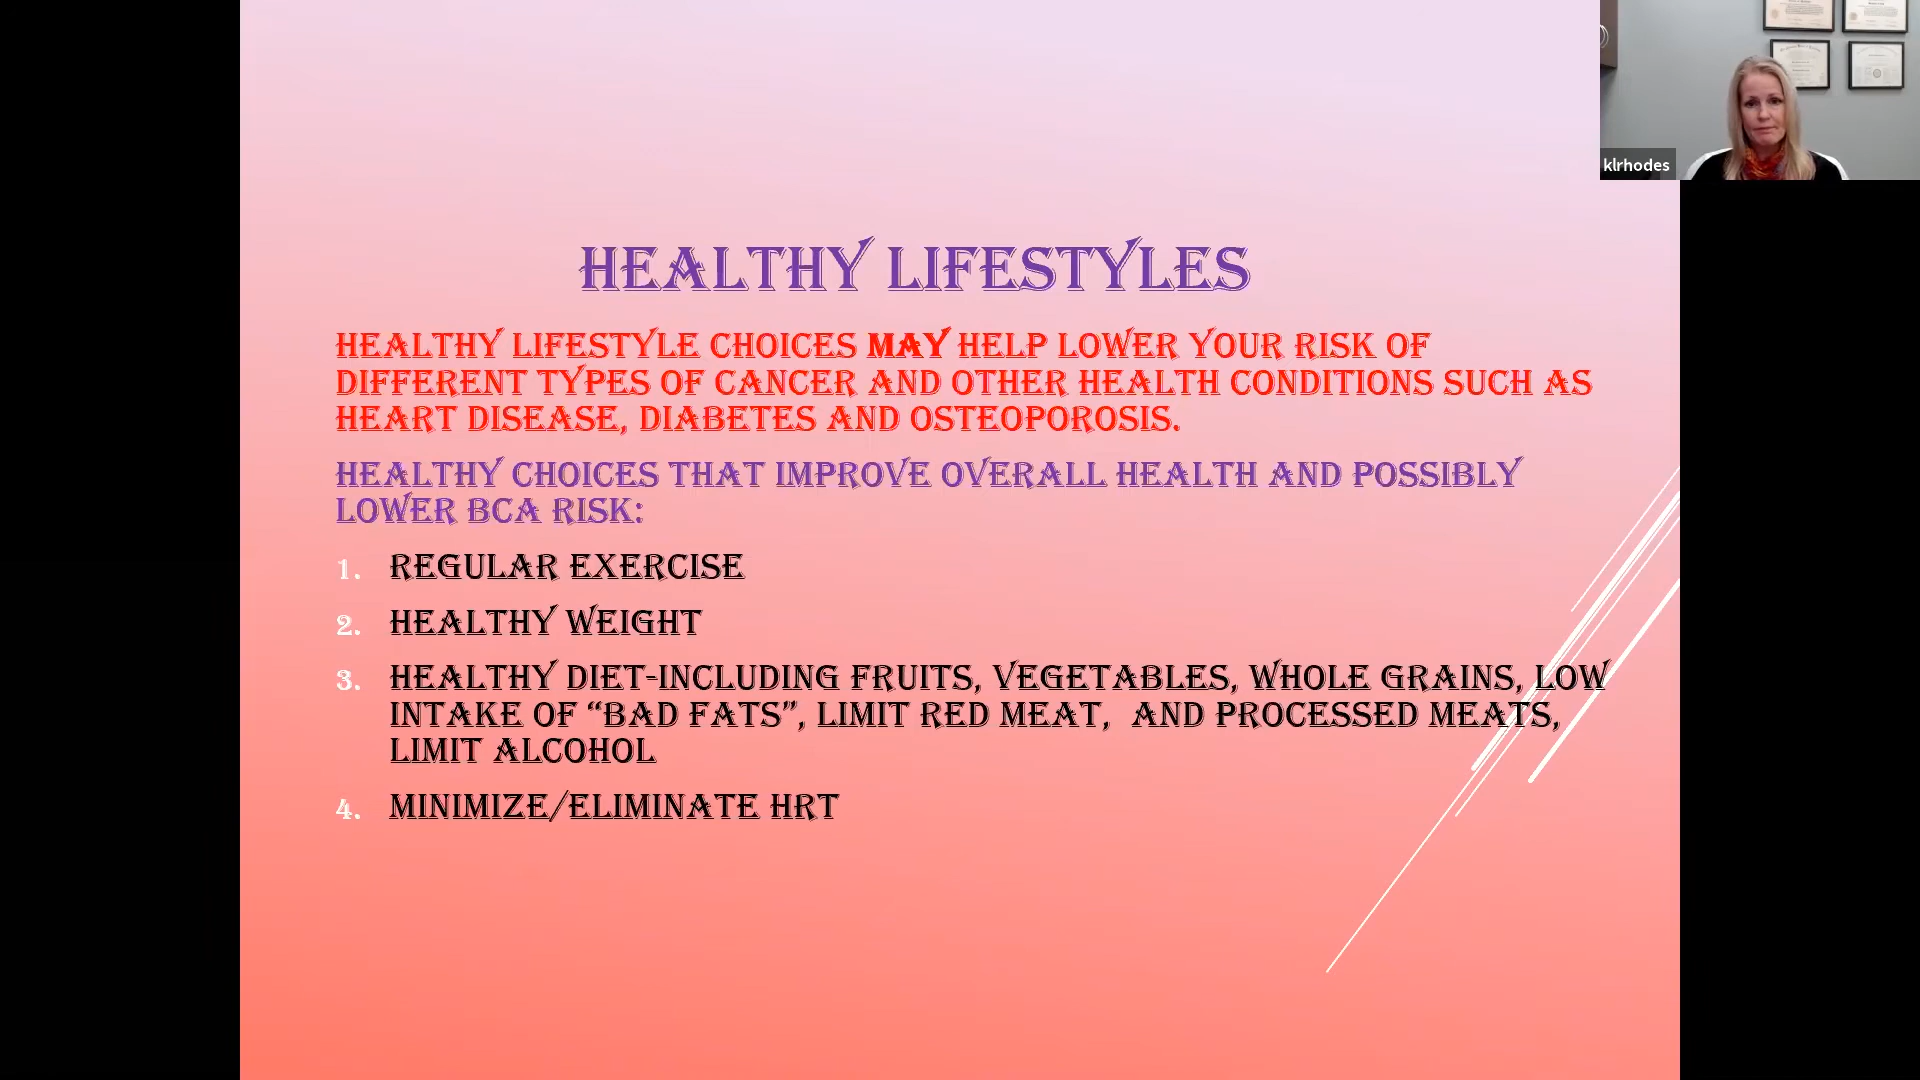 HEALTHY LIFESTYLES
HEALTHY LIFESTYLE CHOICES MAY HELP LOWER YOUR RISK OF
DIFFERENT TYPES OF CANCER AND OTHER HEALTH CONDITIONS SUCH AS
HEART DISEASE, DIABETES AND OSTEOPOROSIS.
HEALTHY CHOICES THAT IMPROVE OVERALL HEALTH AND POSSIBLY
LOWER BCA RISK:
1. REGULAR EXERCISE
2. HEALTHY WEIGHT
3. HEALTHY DIET-INCLUDING FRUITS, VEGETABLES, WHOLE GRAINS, LOW
INTAKE OF “BAD FATS”, LIMIT RED MEAT, AND PROCESSED MEATS,
LIMIT ALCOHOL
4. MINIMIZE/ELIMINATE HRT
klrhodes